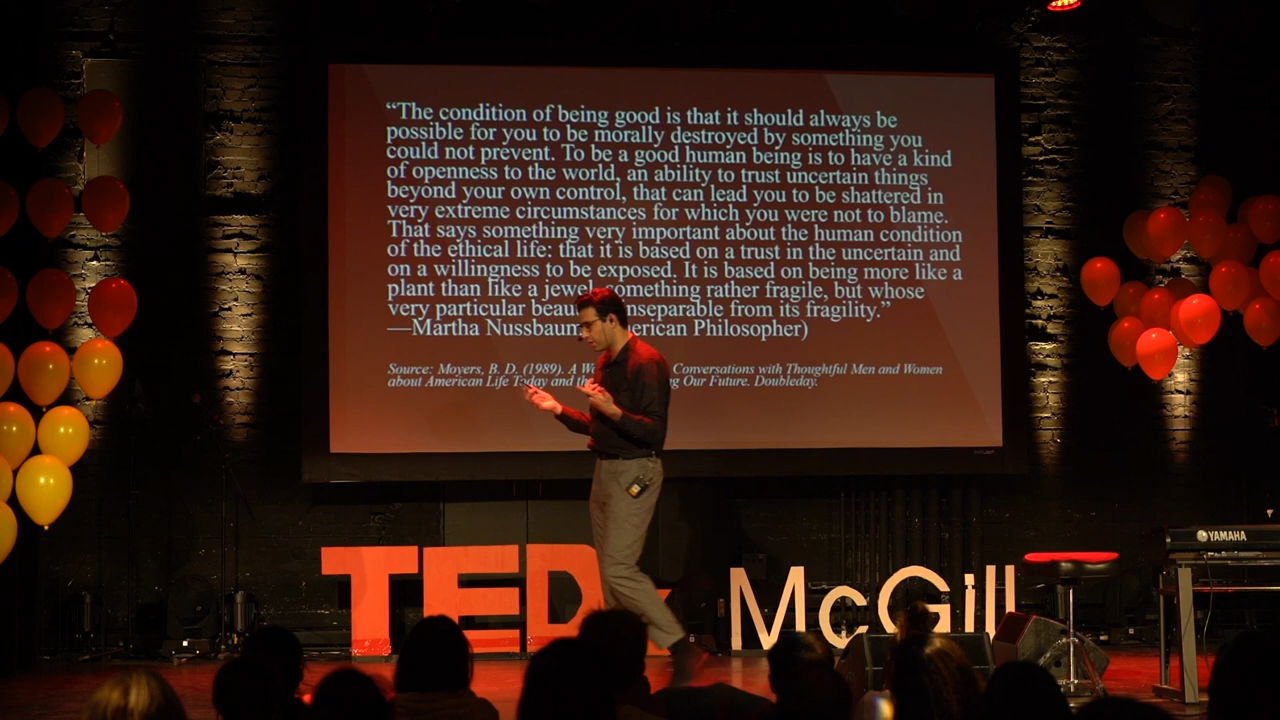 “The condition of being good is that it should always be
possible for you to be morally destroyed by something you
could not prevent. To be a good human being is to have a kind
of openness to the world, an ability to trust uncertain things
beyond your own control, that can lead you to be shattered in
very extreme circumstances for which you were not to blame.
That says something very important about the human condition
of the ethical life: that it is based on a trust in the uncertain and
on a willingness to be exposed. It is based on being more like a
plant than like a jewel something rather fragile, but whose
very particular inseparable from its fragility.”
—Martha Nussbaum American Philosopher)
Source: Moyers, B. D. (1989). A Conversations with Thoughtful Men and Women
about American Life Today and Our Future. Doubleday.
TEDx McGill
YAMAHA